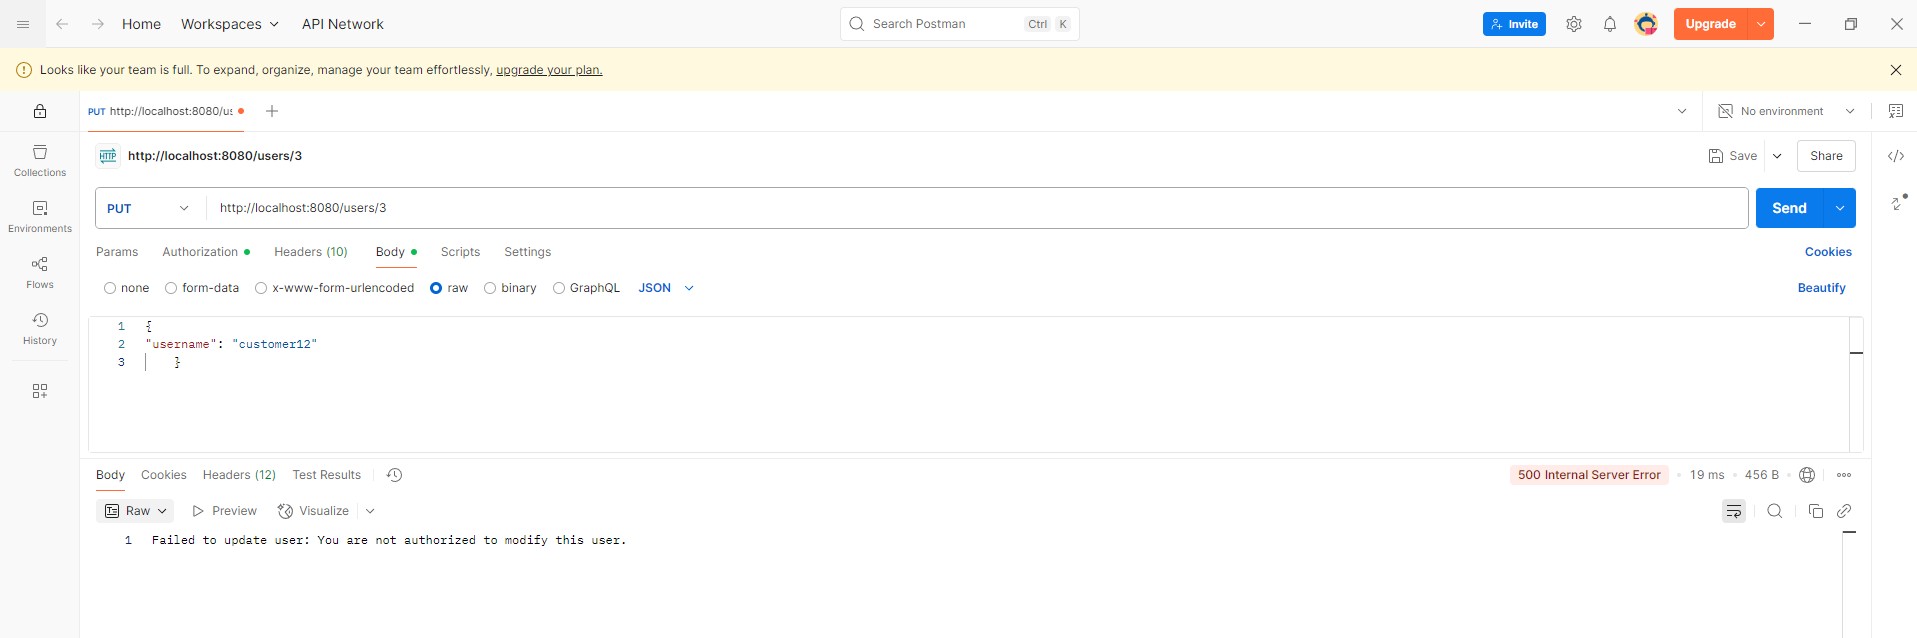 Home Workspaces API Network Search Postman Ctrl K Invite Upgrade
Looks like your team is full. To expand, organize, manage your team effortlessly, upgrade your plan.
PUT http://localhost:8080/us No environment
HTTP http://localhost:8080/users/3 Save Share
Collections
PUT http://localhost:8080/users/3 Send
Environments
Params Authorization Headers (10) Body Scripts Settings Cookies
Flows
none form-data x-www-form-urlencoded raw binary GraphQL JSON Beautify
History
1 {
2 "username": "customer12"
3 }
Body Cookies Headers (12) Test Results 500 Internal Server Error 19 ms 456 B
Raw Preview Visualize
1 Failed to update user: You are not authorized to modify this user.